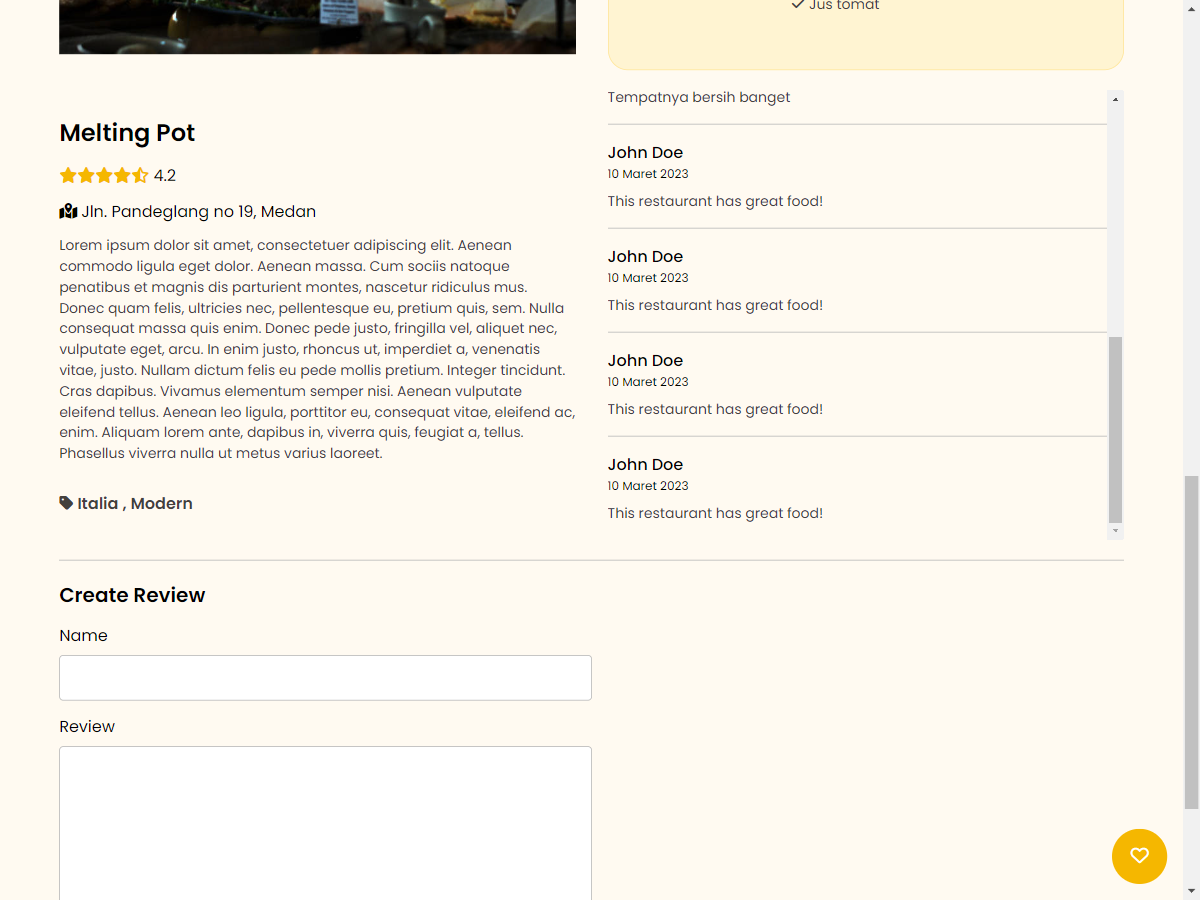 Jus tomat
Melting Pot
4.2
Jln. Pandeglang no 19, Medan
Lorem ipsum dolor sit amet, consectetuer adipiscing elit. Aenean
commodo ligula eget dolor. Aenean massa. Cum sociis natoque
penatibus et magnis dis parturient montes, nascetur ridiculus mus.
Donec quam felis, ultricies nec, pellentesque eu, pretium quis, sem. Nulla
consequat massa quis enim. Donec pede justo, fringilla vel, aliquet nec,
vulputate eget, arcu. In enim justo, rhoncus ut, imperdiet a, venenatis
vitae, justo. Nullam dictum felis eu pede mollis pretium. Integer tincidunt.
Cras dapibus. Vivamus elementum semper nisi. Aenean vulputate
eleifend tellus. Aenean leo ligula, porttitor eu, consequat vitae, eleifend ac,
enim. Aliquam lorem ante, dapibus in, viverra quis, feugiat a, tellus.
Phasellus viverra nulla ut metus varius laoreet.
Italia , Modern
Tempatnya bersih banget
John Doe
10 Maret 2023
This restaurant has great food!
John Doe
10 Maret 2023
This restaurant has great food!
John Doe
10 Maret 2023
This restaurant has great food!
John Doe
10 Maret 2023
This restaurant has great food!
Create Review
Name
Review